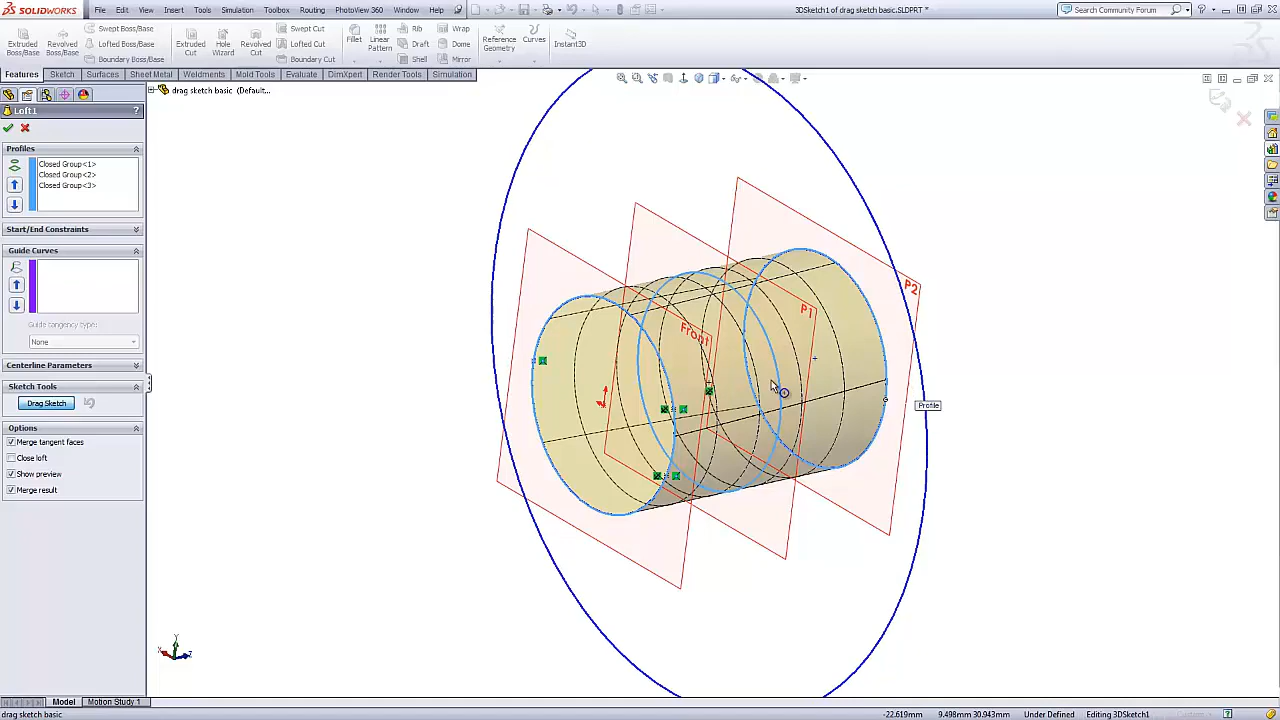 SOLIDWORKS File Edit View Insert Tools Simulation Toolbox Routing PhotoView 360 Window Help 3DSketch1 of drag sketch basic.SLDPRT * Search Community Forum
Extruded Boss/Base
Revolved Boss/Base
Swept Boss/Base
Lofted Boss/Base
Boundary Boss/Base
Extruded Cut
Hole Wizard
Revolved Cut
Swept Cut
Lofted Cut
Boundary Cut
Fillet
Linear Pattern
Rib
Draft
Shell
Wrap
Dome
Mirror
Reference Geometry
Curves
Instant3D
Features Sketch Surfaces Sheet Metal Weldments Mold Tools Evaluate DimXpert Render Tools Simulation
drag sketch basic (Default...
Loft1 ?
Profiles
Closed Group<1>
Closed Group<2>
Closed Group<3>
Start/End Constraints
Guide Curves
Guide tangency type:
None
Centerline Parameters
Sketch Tools
Drag Sketch
Options
Merge tangent faces
Close loft
Show preview
Merge result
Front
P1
P2
Profile
Y
X
Z
Model Motion Study 1
drag sketch basic -22.619mm 9.498mm 30.943mm Under Defined Editing 3DSketch1